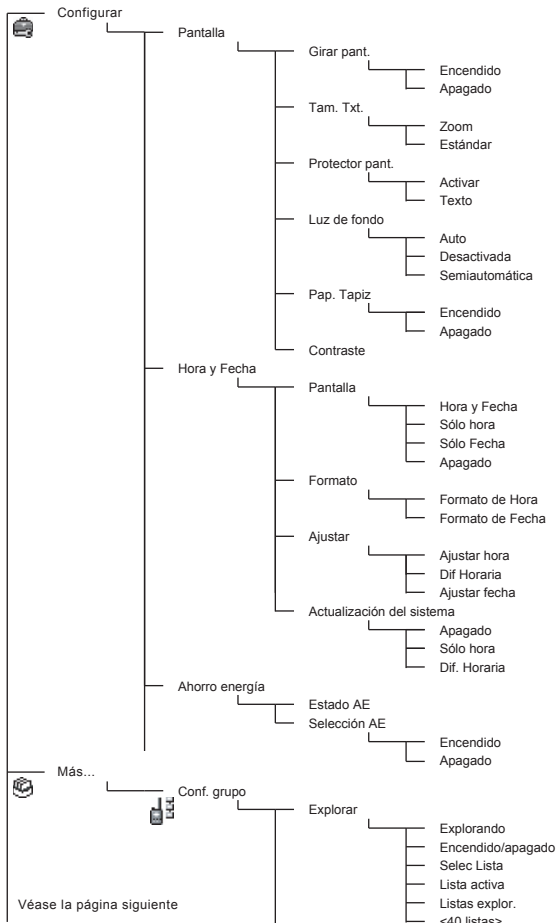 Configurar
Pantalla
Girar pant.
Encendido
Apagado
Tam. Txt.
Zoom
Estándar
Protector pant.
Activar
Texto
Luz de fondo
Auto
Desactivada
Semiautomática
Pap. Tapiz
Encendido
Apagado
Contraste
Hora y Fecha
Pantalla
Hora y Fecha
Sólo hora
Sólo Fecha
Apagado
Formato
Formato de Hora
Formato de Fecha
Ajustar
Ajustar hora
Dif Horaria
Ajustar fecha
Actualización del sistema
Apagado
Sólo hora
Dif. Horaria
Ahorro energía
Estado AE
Selección AE
Encendido
Apagado
Más...
Conf. grupo
Explorar
Explorando
Encendido/apagado
Selec Lista
Lista activa
Listas explor.
<40 listas>
Véase la página siguiente